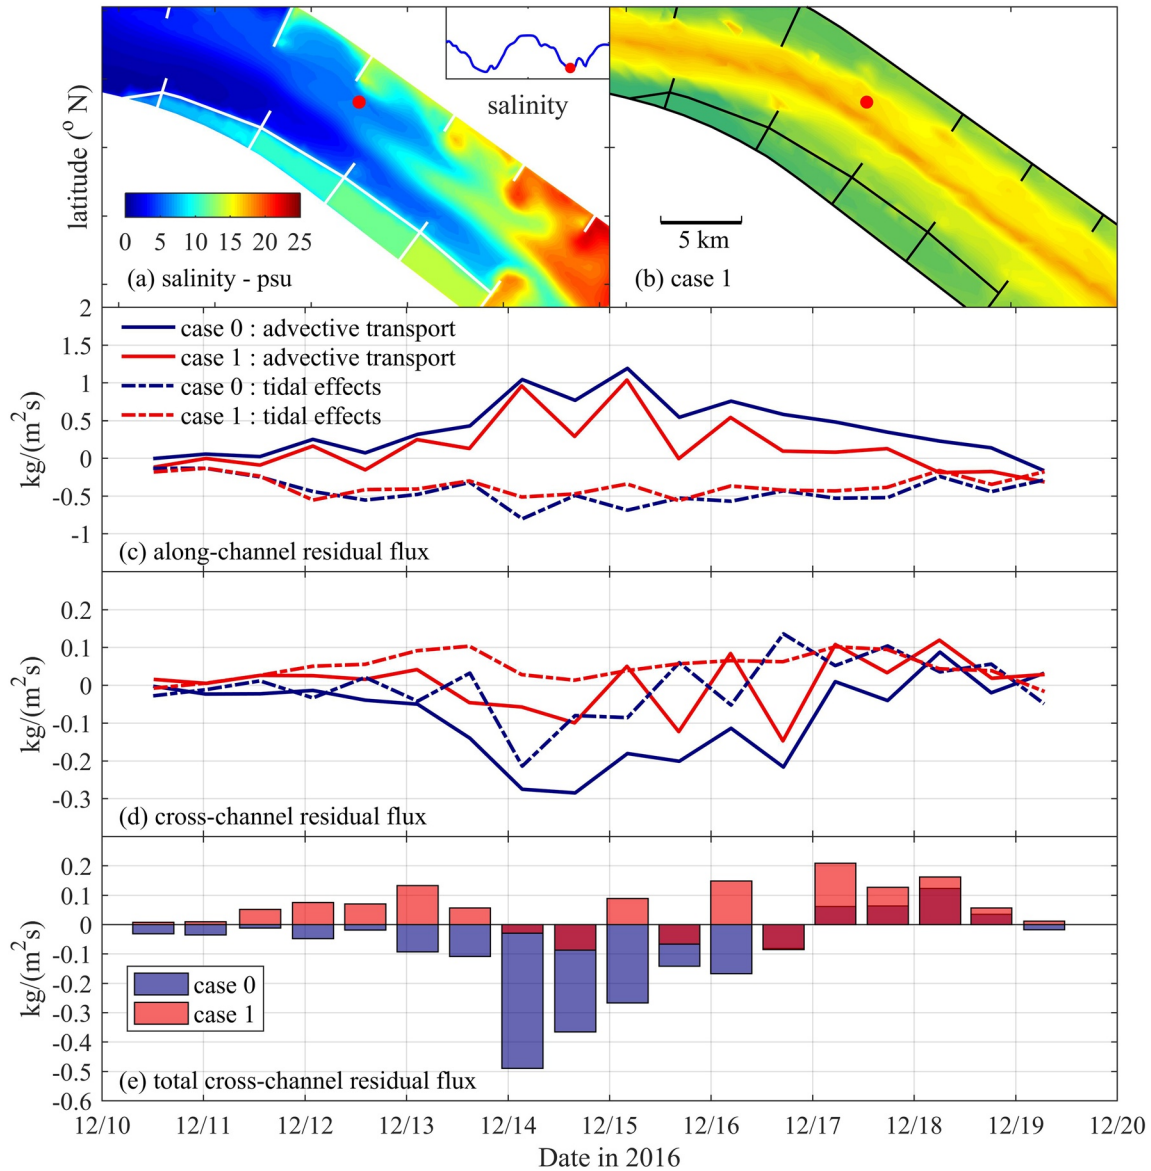 latitude (° N)
salinity
0 5 10 15 20 25
(a) salinity - psu
5 km
(b) case 1
2
1.5
1
0.5
0
-0.5
-1
kg/(m² s)
case 0 : advective transport
case 1 : advective transport
case 0 : tidal effects
case 1 : tidal effects
(c) along-channel residual flux
0.2
0.1
0
-0.1
-0.2
-0.3
kg/(m² s)
(d) cross-channel residual flux
0.2
0.1
0
-0.1
-0.2
-0.3
-0.4
-0.5
-0.6
kg/(m² s)
case 0
case 1
(e) total cross-channel residual flux
12/10 12/11 12/12 12/13 12/14 12/15 12/16 12/17 12/18 12/19 12/20
Date in 2016